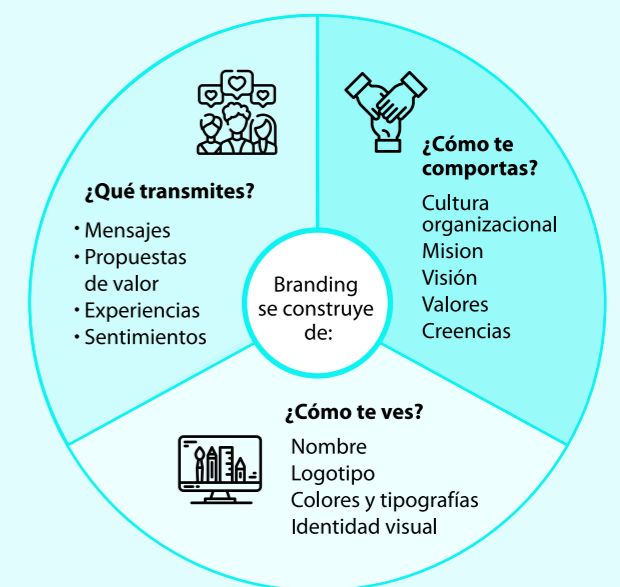 ¿Qué transmites?
· Mensajes
· Propuestas
de valor
· Experiencias
· Sentimientos
¿Cómo te
comportas?
Cultura
organizacional
Mision
Visión
Valores
Creencias
Branding
se construye
de:
¿Cómo te ves?
Nombre
Logotipo
Colores y tipografías
Identidad visual